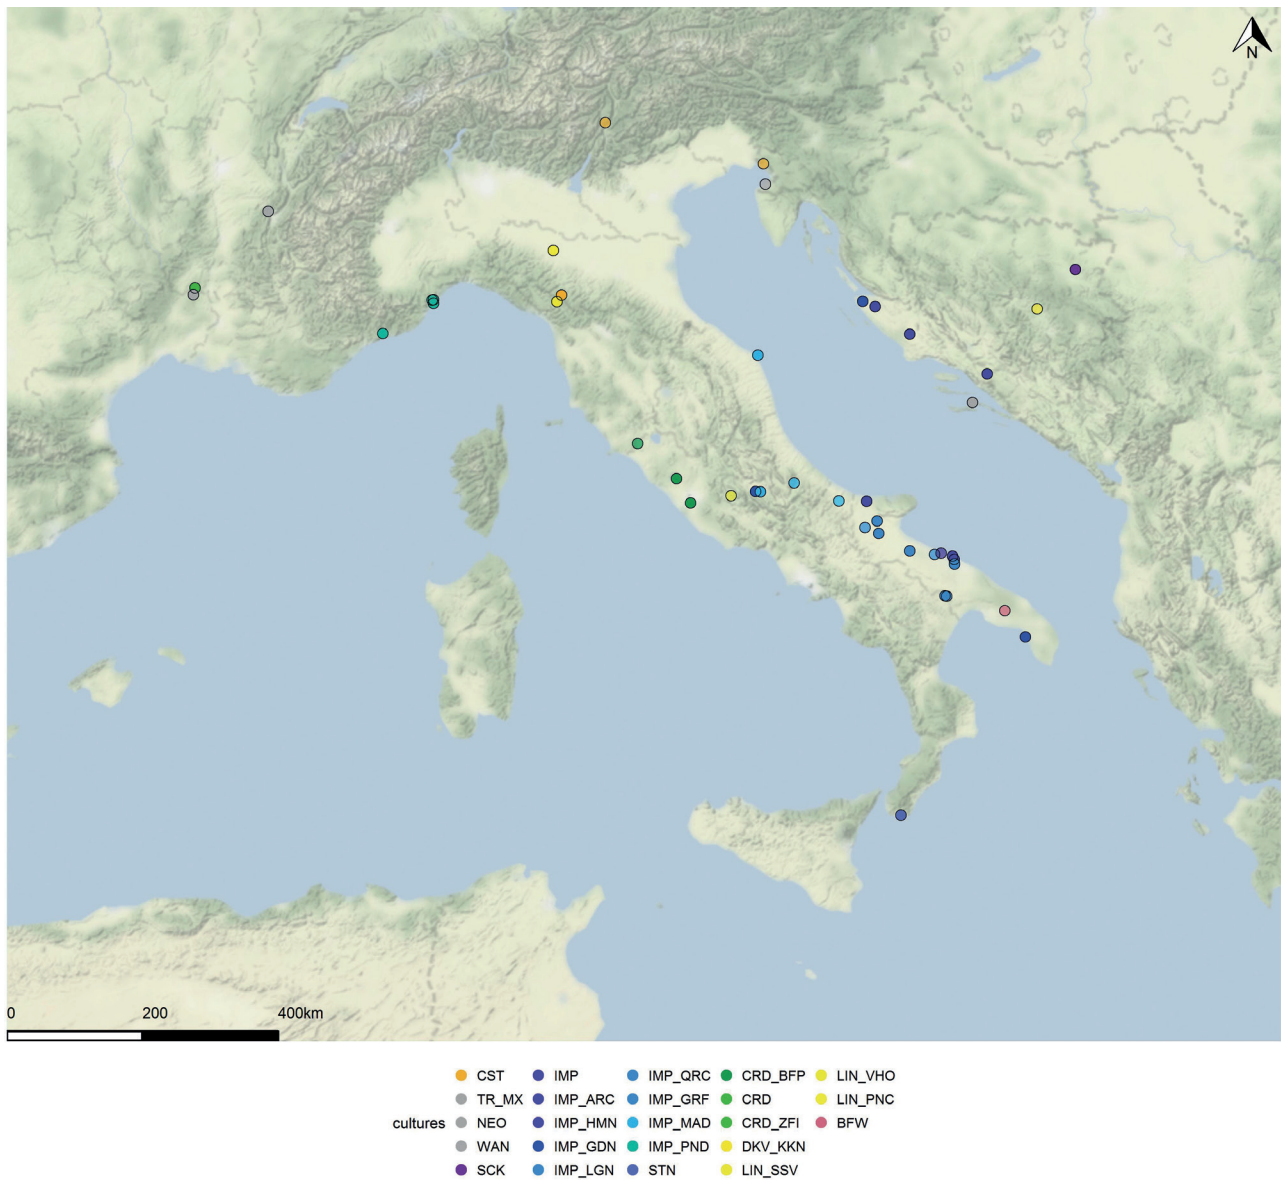 N
0 200 400km
CST IMP IMP_QRC CRD_BFP LIN_VHO
TR_MX IMP_ARC IMP_GRF CRD LIN_PNC
cultures NEO IMP_HMN IMP_MAD CRD_ZFI BFW
WAN IMP_GDN IMP_PND DKV_KKN
SCK IMP_LGN STN LIN_SSV